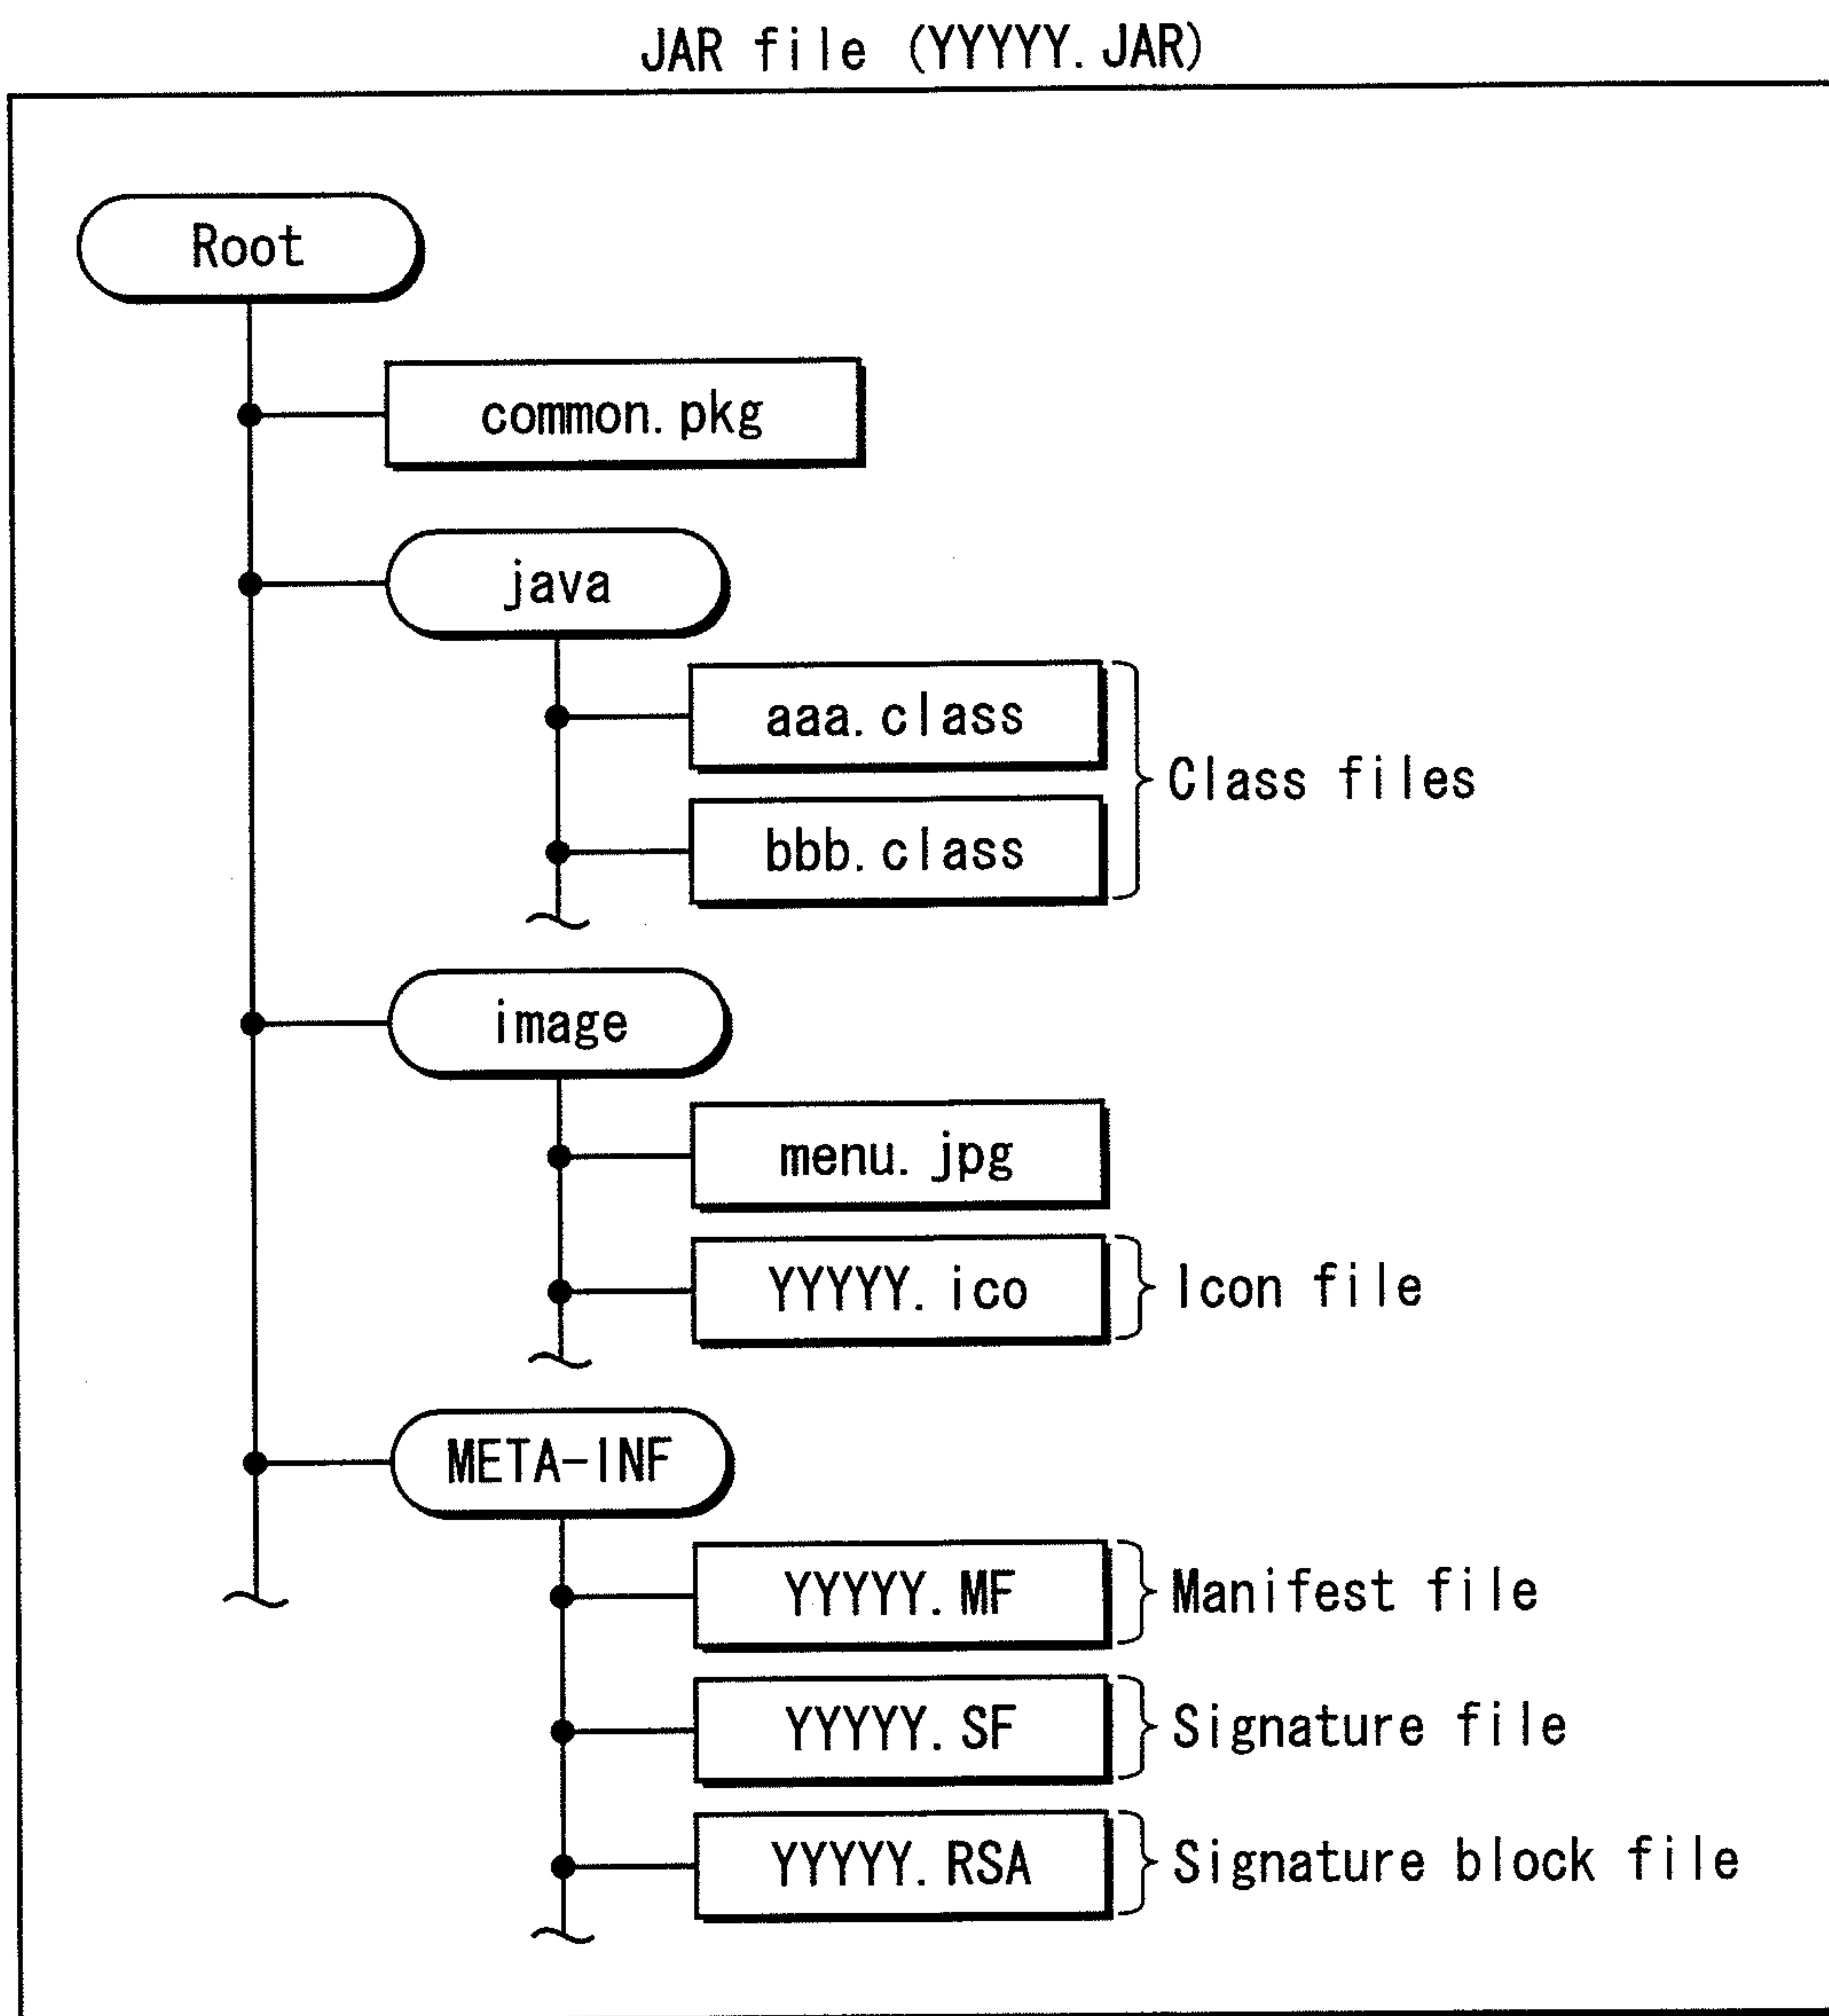 JAR file (YYYYY.JAR)
Root
common.pkg
java
aaa.class
bbb.class
Class files
image
menu.jpg
YYYYY.ico
Icon file
META-INF
YYYYY.MF
Manifest file
YYYYY.SF
Signature file
YYYYY.RSA
Signature block file